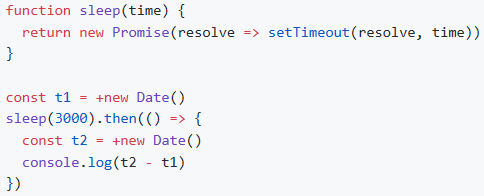 function sleep(time) {
  return new Promise(resolve => setTimeout(resolve, time))
}

const t1 = +new Date()
sleep(3000).then(() => {
  const t2 = +new Date()
  console.log(t2 - t1)
})